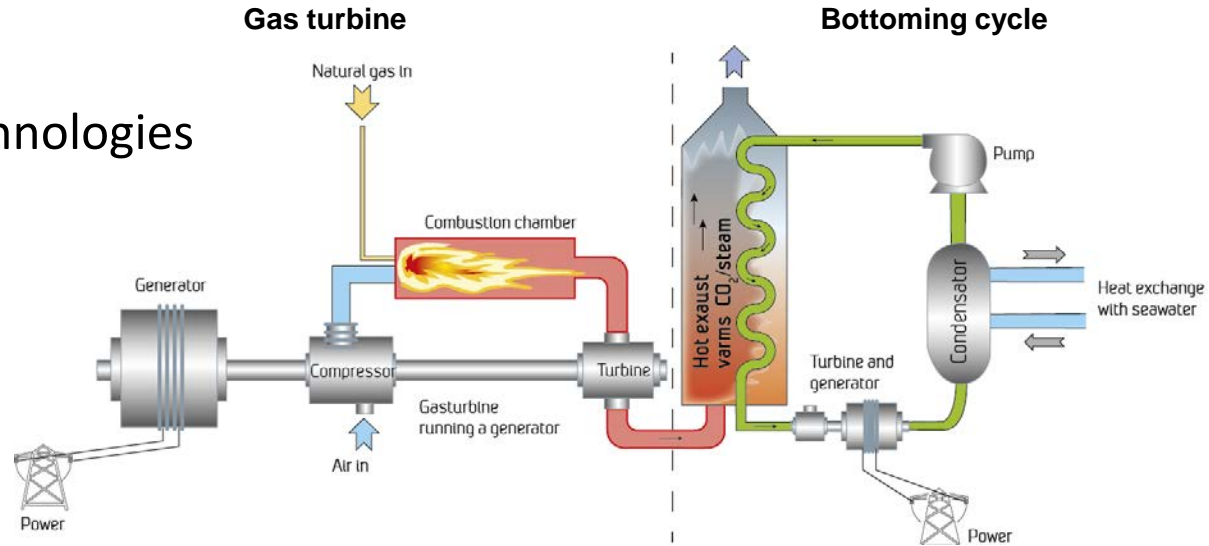 Gas turbine
Bottoming cycle
Natural gas in
hnologies
Combustion chamber
Generator
Compressor
Turbine
Gasturbine
running a generator
Air in
Power
Hot exaust
varms CO2/steam
Pump
Condensator
Heat exchange
with seawater
Turbine and
generator
Power